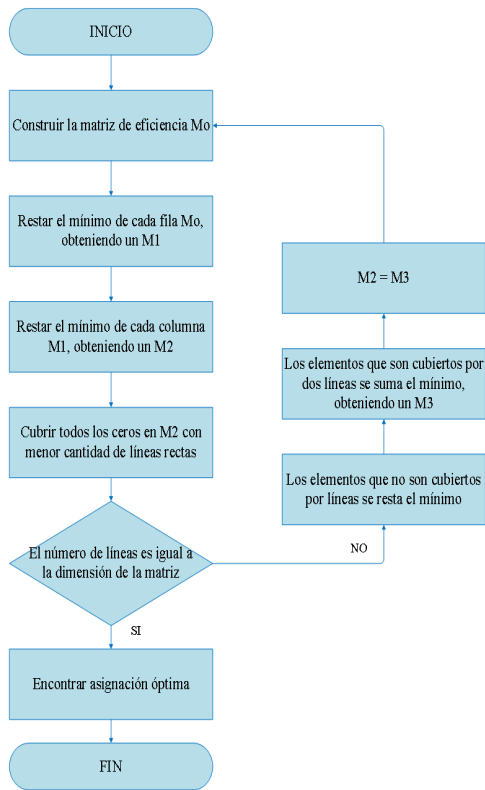 INICIO
Construir la matriz de eficiencia Mo
Restar el mínimo de cada fila Mo,
obteniendo un M1
Restar el mínimo de cada columna
M1, obteniendo un M2
Cubrir todos los ceros en M2 con
menor cantidad de líneas rectas
El número de líneas es igual a
la dimensión de la matriz
NO
SI
Encontrar asignación óptima
FIN
M2 = M3
Los elementos que son cubiertos por
dos líneas se suma el mínimo,
obteniendo un M3
Los elementos que no son cubiertos
por líneas se resta el mínimo